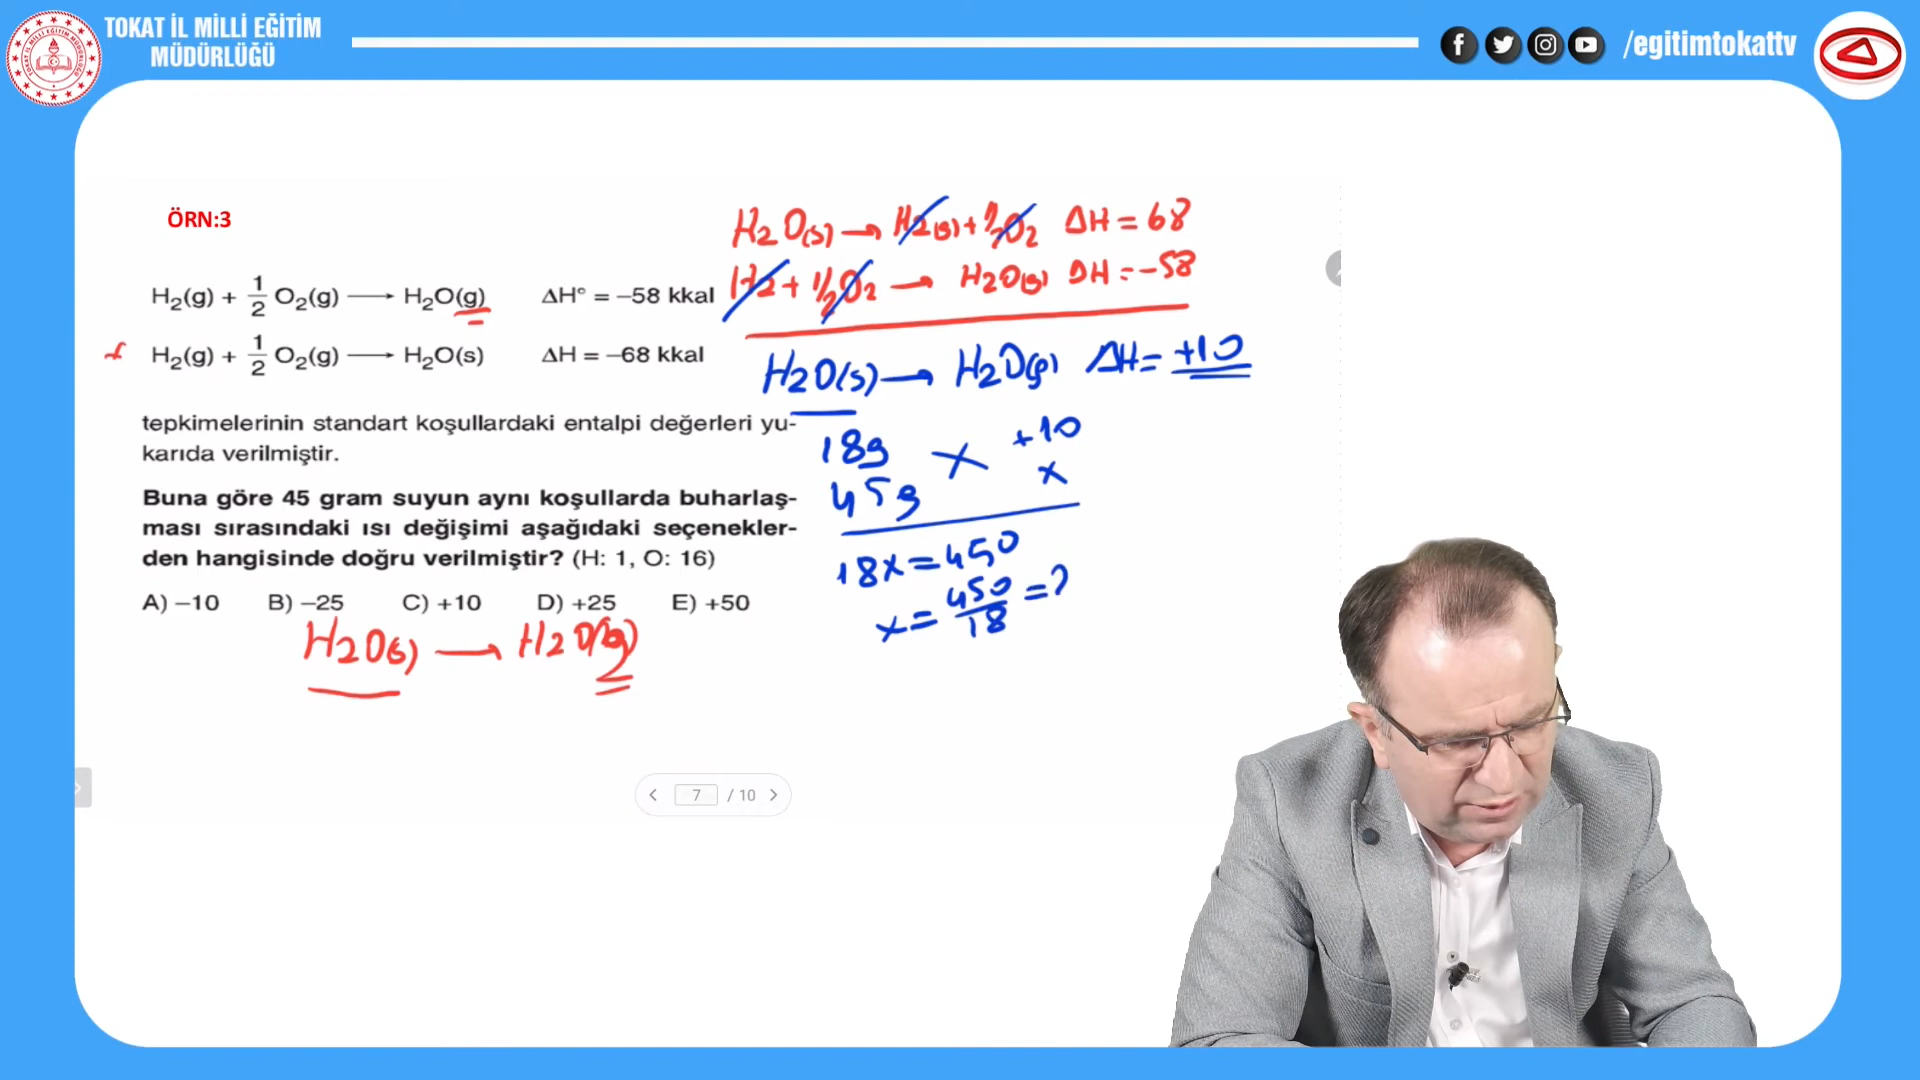 TOKAT İL MİLLİ EĞİTİM
MÜDÜRLÜĞÜ
/egitimtokattv
ÖRN:3
H₂(g) + 1/2 O₂(g) ⟶ H₂O(g) ΔH° = –58 kkal
H₂(g) + 1/2 O₂(g) ⟶ H₂O(s) ΔH = –68 kkal
tepkimelerinin standart koşullardaki entalpi değerleri yu-
karıda verilmiştir.
Buna göre 45 gram suyun aynı koşullarda buharlaş-
ması sırasındaki ısı değişimi aşağıdaki seçenekler-
den hangisinde doğru verilmiştir? (H: 1, O: 16)
A) –10 B) –25 C) +10 D) +25 E) +50
H₂O(s) ⟶ H₂O(g)
H₂O(s) → H₂(g) + 1/2 O₂ ΔH = 68
H₂ + 1/2 O₂ → H₂O(g) ΔH = -58
H₂O(s) → H₂O(g) ΔH = +10
18g +10
45g x
18x = 450
x = 450/18 = ?
7 / 10